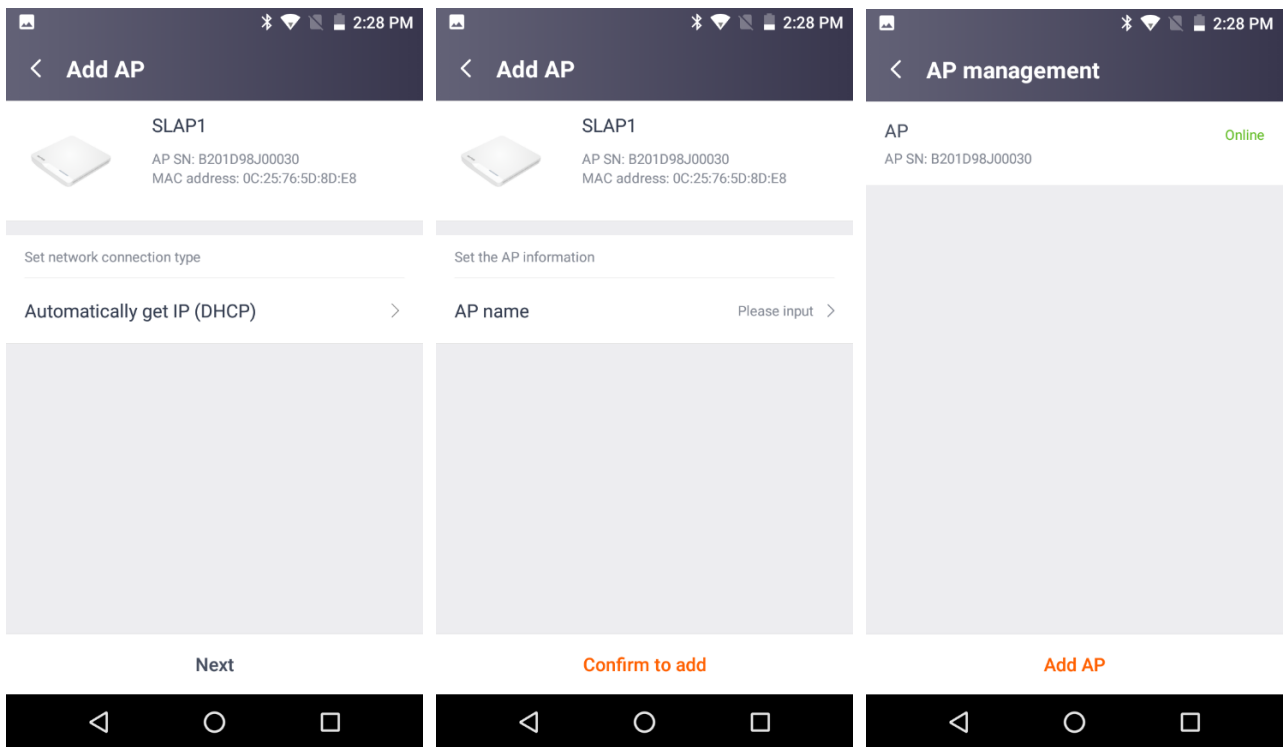 2:28 PM
Add AP
SLAP1
AP SN: B201D98J00030
MAC address: 0C:25:76:5D:8D:E8
Set network connection type
Automatically get IP (DHCP)
Next
2:28 PM
Add AP
SLAP1
AP SN: B201D98J00030
MAC address: 0C:25:76:5D:8D:E8
Set the AP information
AP name Please input
Confirm to add
2:28 PM
AP management
AP Online
AP SN: B201D98J00030
Add AP